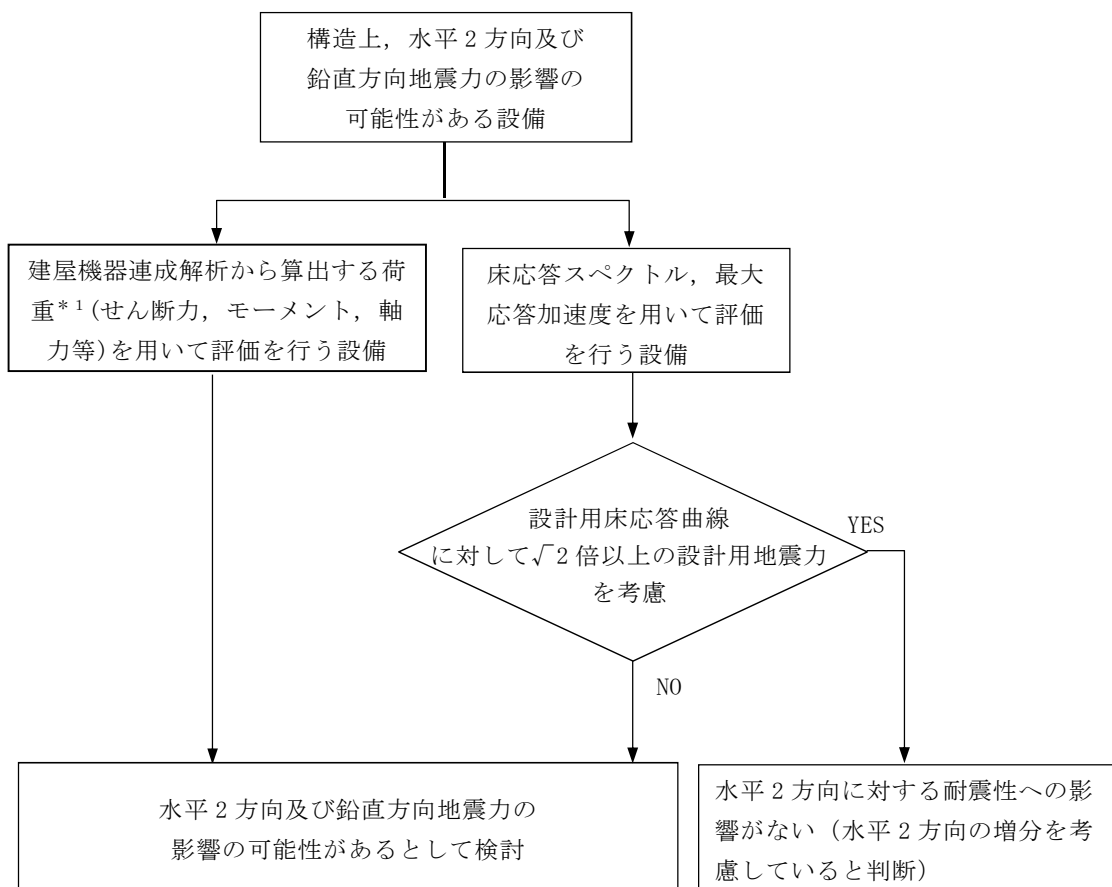 構造上，水平２方向及び
鉛直方向地震力の影響の
可能性がある設備
建屋機器連成解析から算出する荷
重*1(せん断力，モーメント，軸
力等)を用いて評価を行う設備
床応答スペクトル，最大
応答加速度を用いて評価
を行う設備
設計用床応答曲線
に対して√２倍以上の設計用地震力
を考慮
YES
NO
水平２方向及び鉛直方向地震力の
影響の可能性があるとして検討
水平２方向に対する耐震性への影
響がない（水平２方向の増分を考
慮していると判断）